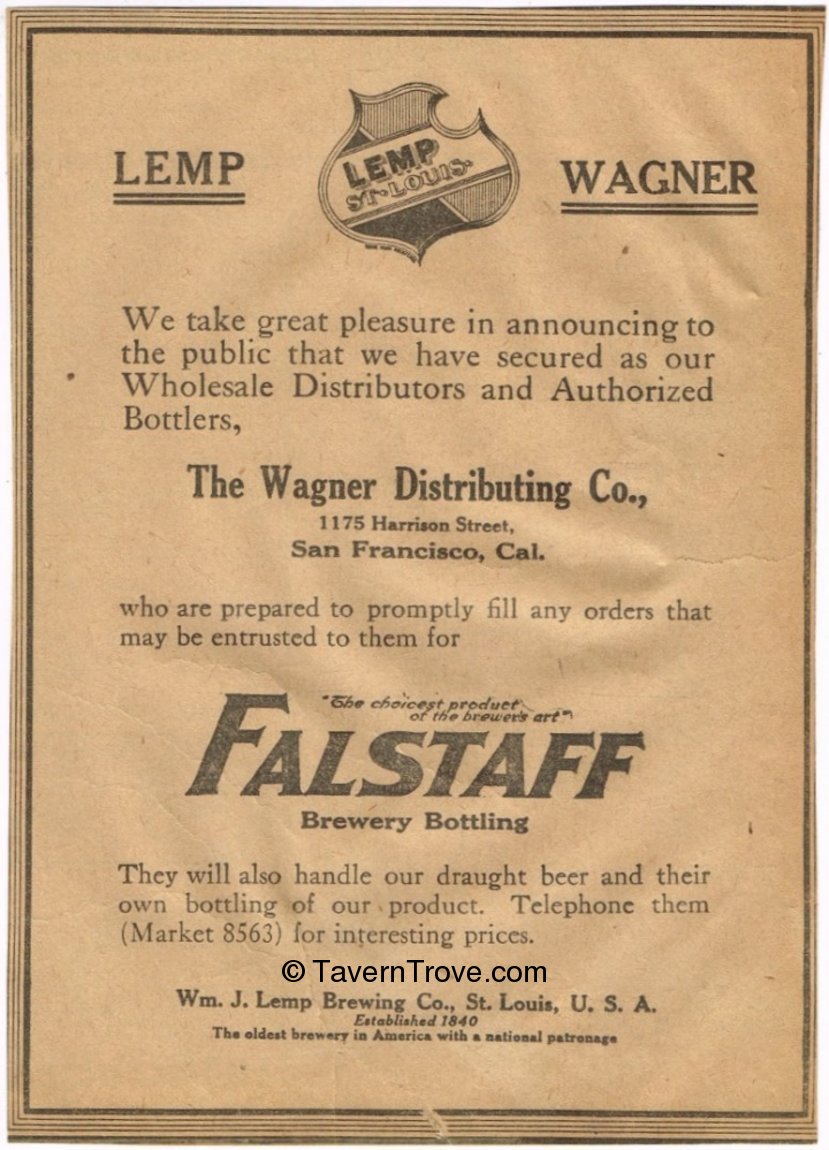 LEMP
LEMP
ST. LOUIS.
WAGNER
We take great pleasure in announcing to
the public that we have secured as our
Wholesale Distributors and Authorized
Bottlers,
The Wagner Distributing Co.,
1175 Harrison Street,
San Francisco, Cal.
who are prepared to promptly fill any orders that
may be entrusted to them for
"The choicest product
of the brewer's art"
FALSTAFF
Brewery Bottling
They will also handle our draught beer and their
own bottling of our product. Telephone them
(Market 8563) for interesting prices.
© TavernTrove.com
Wm. J. Lemp Brewing Co., St. Louis, U. S. A.
Established 1840
The oldest brewery in America with a national patronage